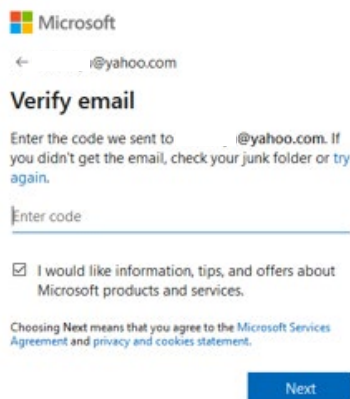 Microsoft
@yahoo.com
Verify email
Enter the code we sent to @yahoo.com. If
you didn't get the email, check your junk folder or try
again.
Enter code
I would like information, tips, and offers about
Microsoft products and services.
Choosing Next means that you agree to the Microsoft Services
Agreement and privacy and cookies statement.
Next